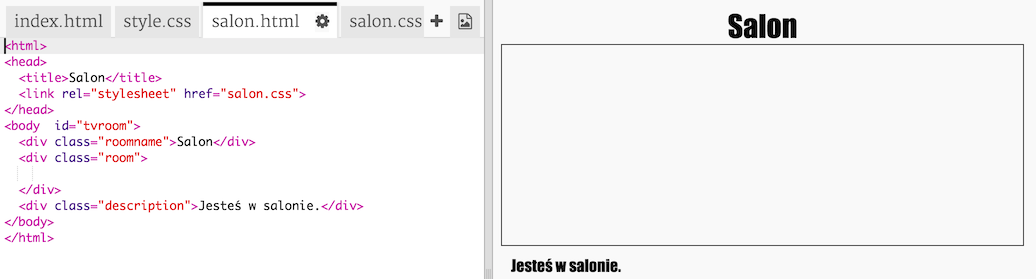 index.html style.css salon.html salon.css
<html>
<head>
  <title>Salon</title>
  <link rel="stylesheet" href="salon.css">
</head>
<body  id="tvroom">
  <div class="roomname">Salon</div>
  <div class="room">
  </div>
  <div class="description">Jesteś w salonie.</div>
</body>
</html>
Salon
Jesteś w salonie.